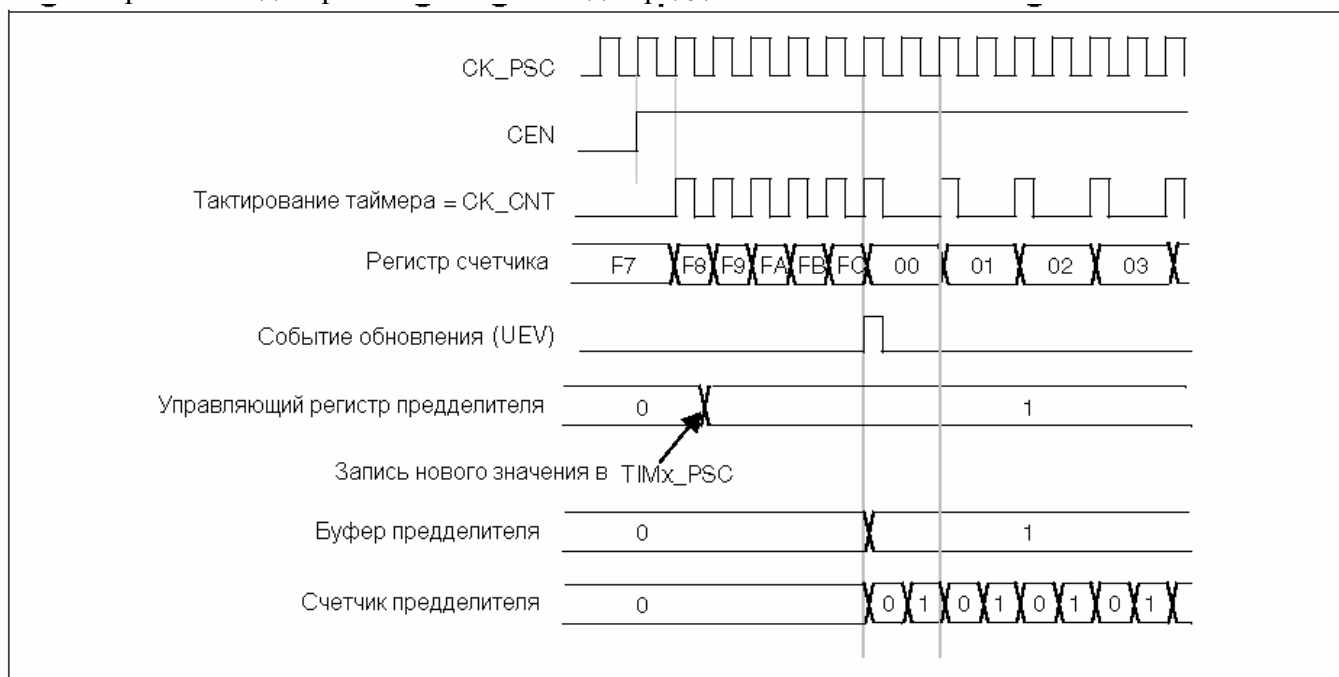 CK_PSC
CEN
Тактирование таймера = CK_CNT
Регистр счетчика F7 F8 F9 FA FB FC 00 01 02 03
Событие обновления (UEV)
Управляющий регистр предделителя 0 1
Запись нового значения в TIMx_PSC
Буфер предделителя 0 1
Счетчик предделителя 0 0 1 0 1 0 1 0 1